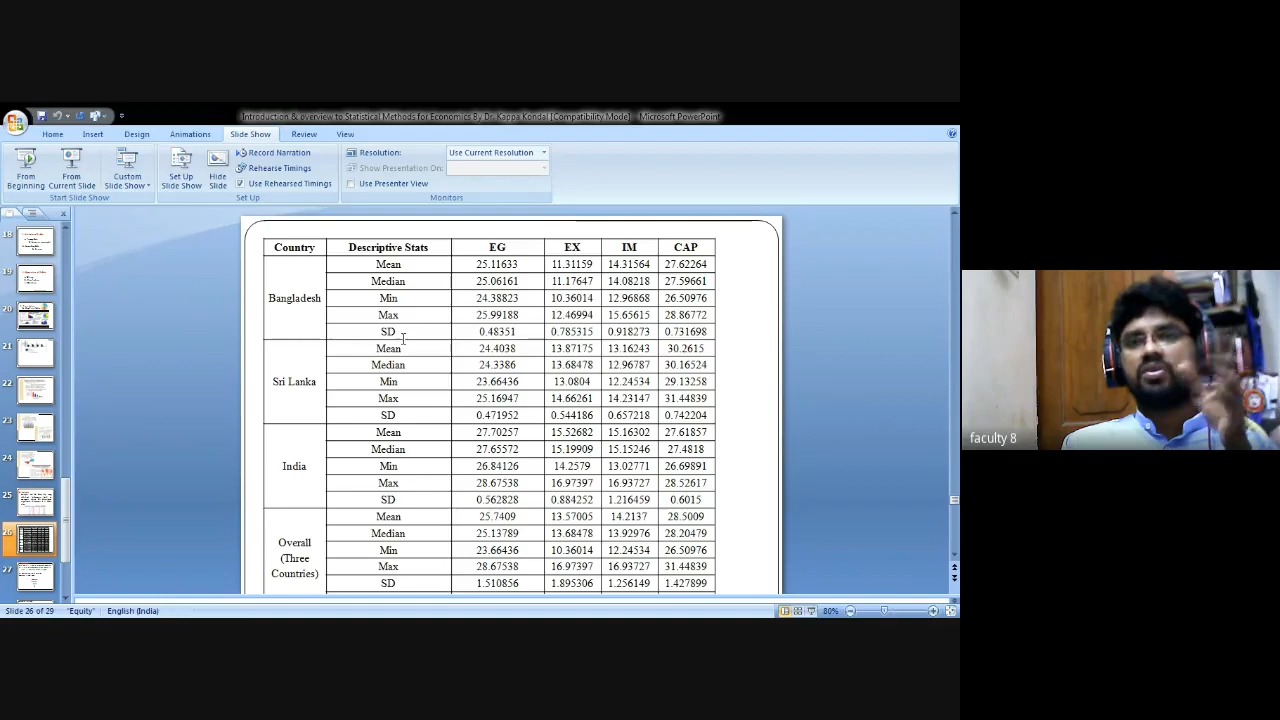 Introduction & overview to Statistical Methods for Economics By Dr. Kappa Kondal [Compatibility Mode] - Microsoft PowerPoint
Home Insert Design Animations Slide Show Review View
From Beginning
From Current Slide
Custom Slide Show
Start Slide Show
Set Up Slide Show
Hide Slide
Record Narration
Rehearse Timings
Use Rehearsed Timings
Set Up
Resolution: Use Current Resolution
Show Presentation On:
Use Presenter View
Monitors
18
19
20
21
22
23
24
25
26
27
Country Descriptive Stats EG EX IM CAP
Bangladesh
Mean 25.11633 11.31159 14.31564 27.62264
Median 25.06161 11.17647 14.08218 27.59661
Min 24.38823 10.36014 12.96868 26.50976
Max 25.99188 12.46994 15.65615 28.86772
SD 0.48351 0.785315 0.918273 0.731698
Sri Lanka
Mean 24.4038 13.87175 13.16243 30.2615
Median 24.3386 13.68478 12.96787 30.16524
Min 23.66436 13.0804 12.24534 29.13258
Max 25.16947 14.66261 14.23147 31.44839
SD 0.471952 0.544186 0.657218 0.742204
India
Mean 27.70257 15.52682 15.16302 27.61857
Median 27.65572 15.19909 15.15246 27.4818
Min 26.84126 14.2579 13.02771 26.69891
Max 28.67538 16.97397 16.93727 28.52617
SD 0.562828 0.884252 1.216459 0.6015
Overall
(Three
Countries)
Mean 25.7409 13.57005 14.2137 28.5009
Median 25.13789 13.68478 13.92976 28.20479
Min 23.66436 10.36014 12.24534 26.50976
Max 28.67538 16.97397 16.93727 31.44839
SD 1.510856 1.895306 1.256149 1.427899
Slide 26 of 29 "Equity" English (India) 80%
faculty 8